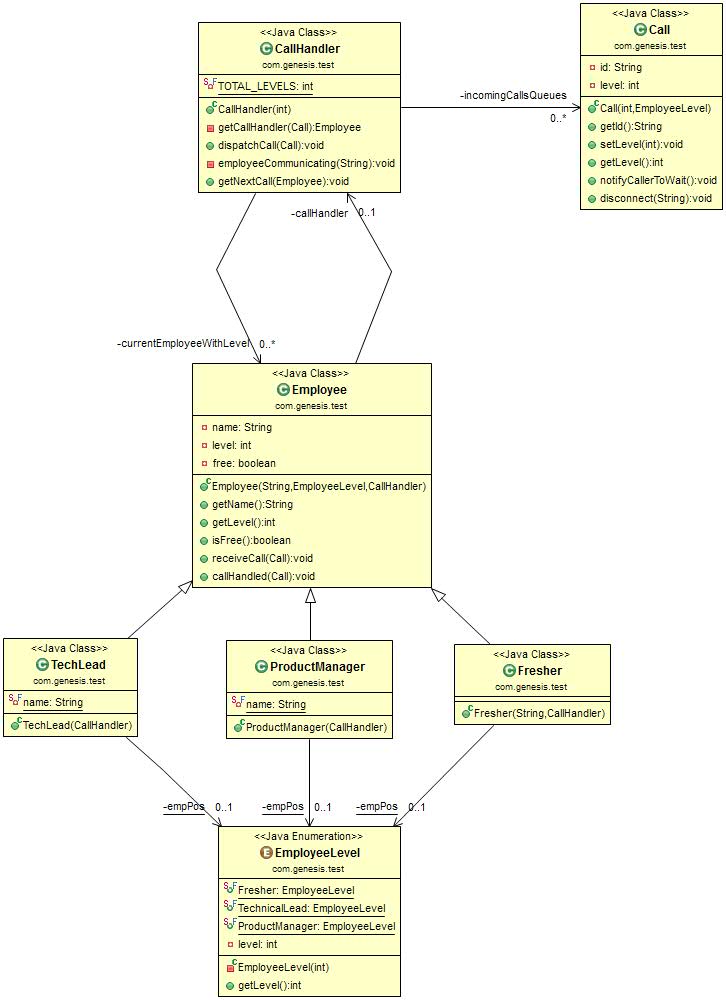 <<Java Class>>
CallHandler
com.genesis.test
TOTAL_LEVELS: int
CallHandler(int)
getCallHandler(Call):Employee
dispatchCall(Call):void
employeeCommunicating(String):void
getNextCall(Employee):void
-incomingCallsQueues
0..*
<<Java Class>>
Call
com.genesis.test
id: String
level: int
Call(int,EmployeeLevel)
getId():String
setLevel(int):void
getLevel():int
notifyCallerToWait():void
disconnect(String):void
-callHandler 0..1
-currentEmployeeWithLevel 0..*
<<Java Class>>
Employee
com.genesis.test
name: String
level: int
free: boolean
Employee(String,EmployeeLevel,CallHandler)
getName():String
getLevel():int
isFree():boolean
receiveCall(Call):void
callHandled(Call):void
<<Java Class>>
TechLead
com.genesis.test
name: String
TechLead(CallHandler)
<<Java Class>>
ProductManager
com.genesis.test
name: String
ProductManager(CallHandler)
<<Java Class>>
Fresher
com.genesis.test
Fresher(String,CallHandler)
-empPos 0..1
-empPos 0..1
-empPos 0..1
<<Java Enumeration>>
EmployeeLevel
com.genesis.test
Fresher: EmployeeLevel
TechnicalLead: EmployeeLevel
ProductManager: EmployeeLevel
level: int
EmployeeLevel(int)
getLevel():int